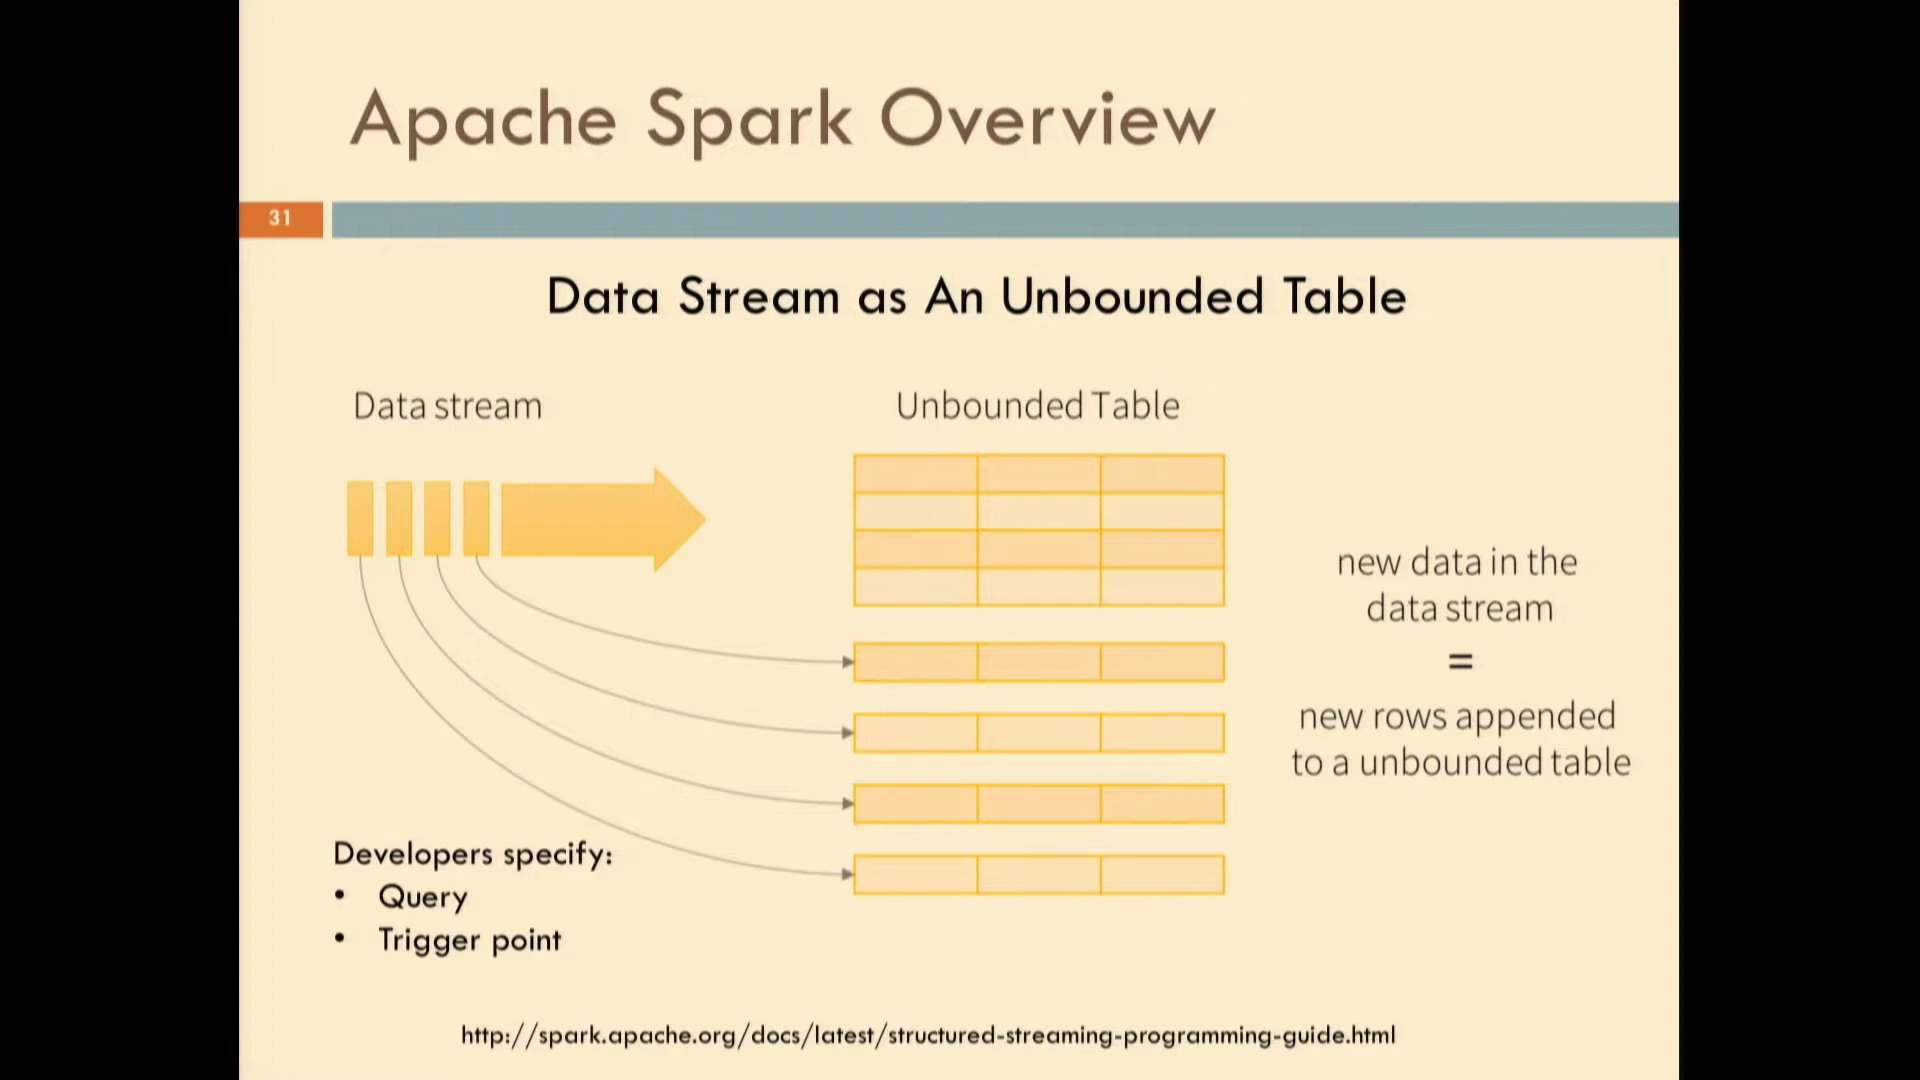 Apache Spark Overview
31
Data Stream as An Unbounded Table
Data stream
Unbounded Table
new data in the
data stream
=
new rows appended
to a unbounded table
Developers specify:
• Query
• Trigger point
http://spark.apache.org/docs/latest/structured-streaming-programming-guide.html